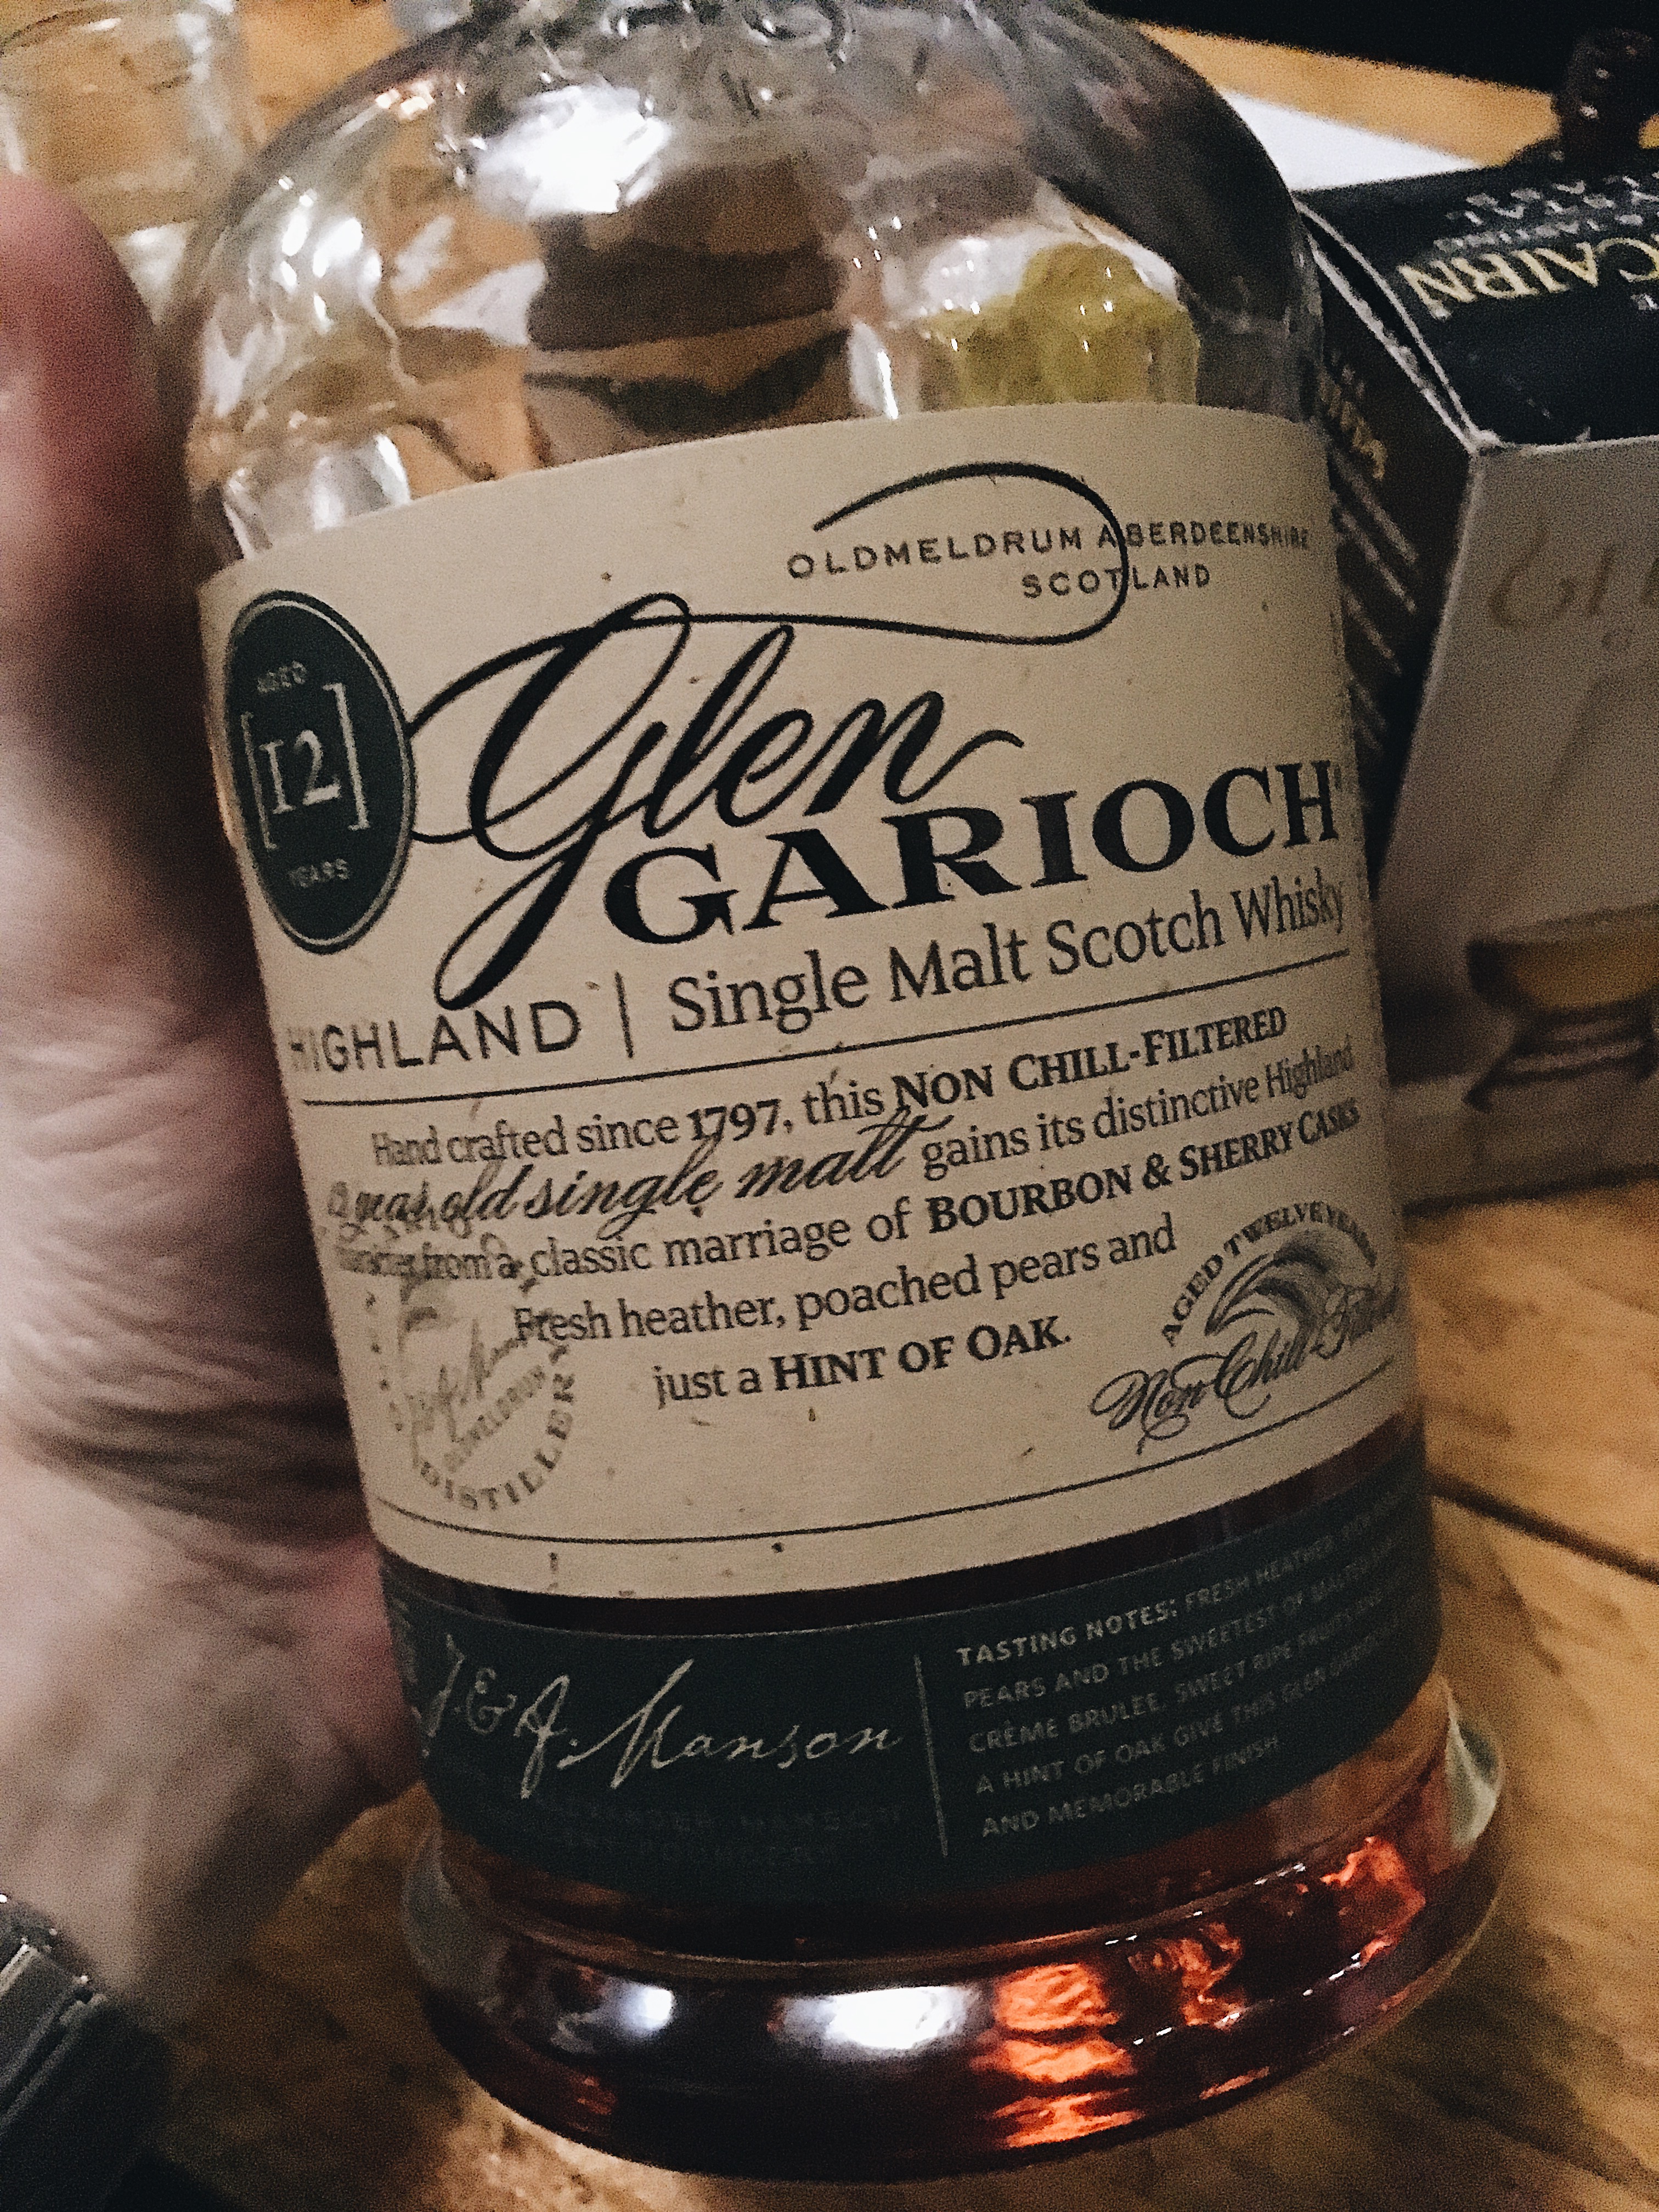 OLDMELDRUM ABERDEENSHIRE
SCOTLAND
AGED
[12]
YEARS
Glen
GARIOCH
HIGHLAND | Single Malt Scotch Whisky
Hand crafted since 1797, this NON CHILL-FILTERED
year old single malt gains its distinctive Highland
from a classic marriage of BOURBON & SHERRY CASKS
Fresh heather, poached pears and
just a HINT OF OAK.
AGED TWELVE YEARS
Non Chill-Filtered
OLDMELDRUM
DISTILLERY
J. & A. Manson
TASTING NOTES: FRESH HEATHER,
PEARS AND THE SWEETEST OF
CRÈME BRULEE. SWEET RIPE FRUITS AND
A HINT OF OAK GIVE THIS GLEN GARIOCH
AND MEMORABLE FINISH
CAIRN